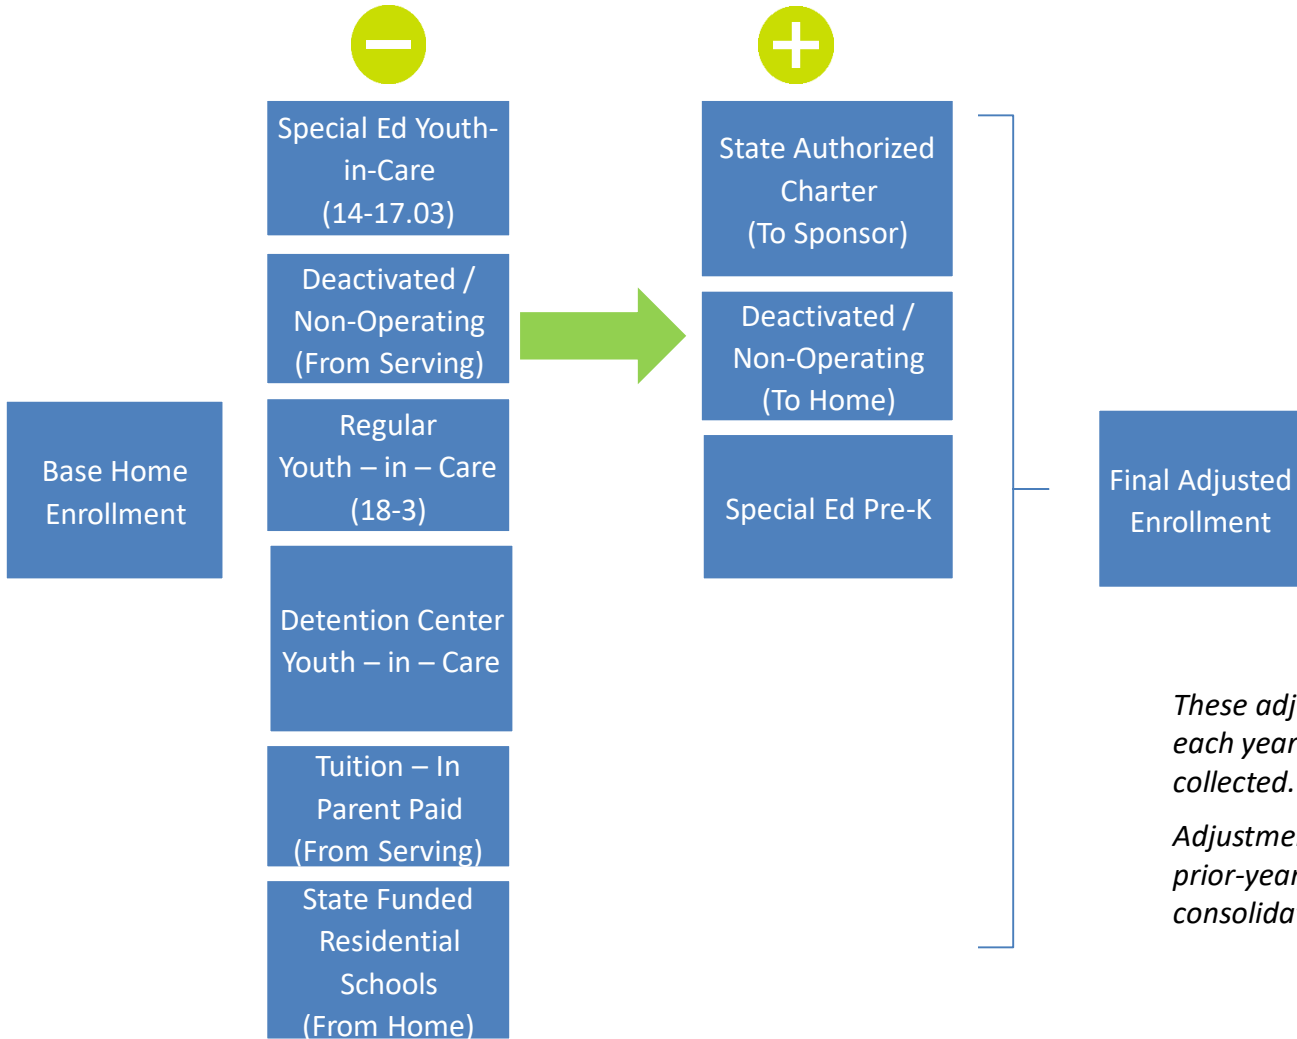 Base Home
Enrollment
Special Ed Youth-
in-Care
(14-17.03)
Deactivated /
Non-Operating
(From Serving)
Regular
Youth – in – Care
(18-3)
Detention Center
Youth – in – Care
Tuition – In
Parent Paid
(From Serving)
State Funded
Residential
Schools
(From Home)
State Authorized
Charter
(To Sponsor)
Deactivated /
Non-Operating
(To Home)
Special Ed Pre-K
Final Adjusted
Enrollment
These adj
each year
collected.
Adjustme
prior-year
consolida